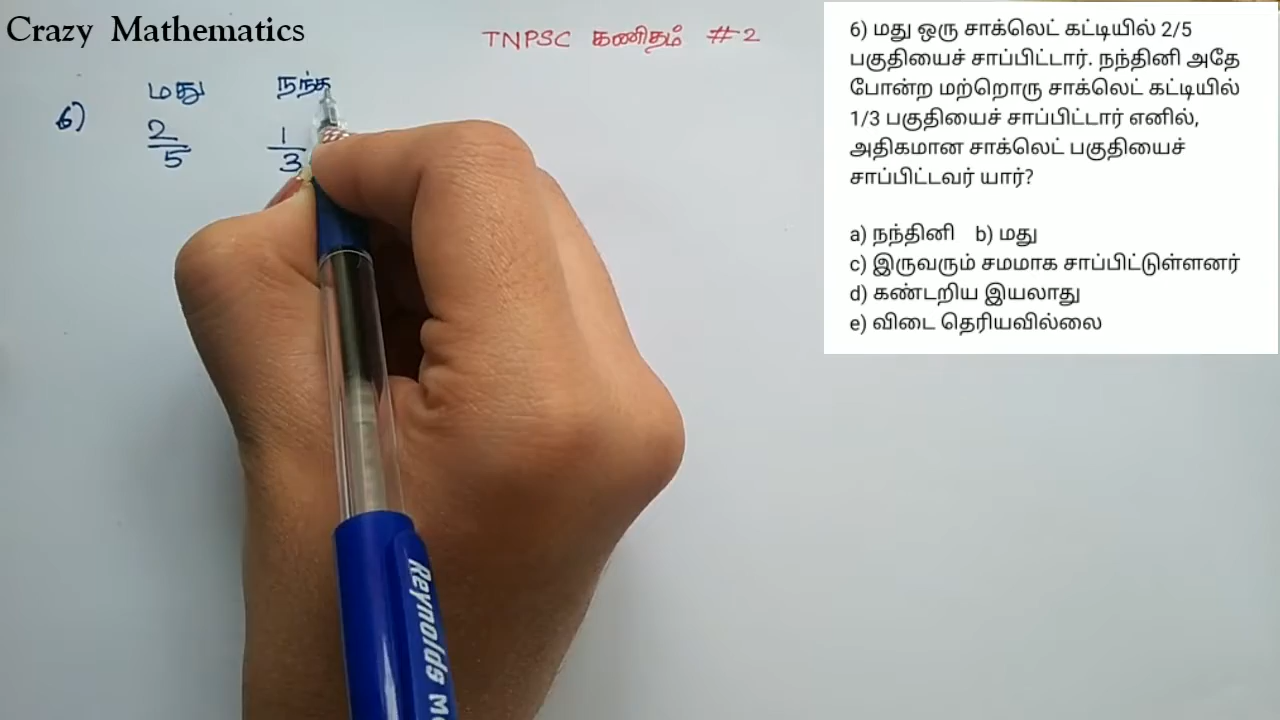 Crazy Mathematics
TNPSC கணிதம் #2
6) மது ஒரு சாக்லெட் கட்டியில் 2/5
பகுதியைச் சாப்பிட்டார். நந்தினி அதே
போன்ற மற்றொரு சாக்லெட் கட்டியில்
1/3 பகுதியைச் சாப்பிட்டார் எனில்,
அதிகமான சாக்லெட் பகுதியைச்
சாப்பிட்டவர் யார்?
a) நந்தினி b) மது
c) இருவரும் சமமாக சாப்பிட்டுள்ளனர்
d) கண்டறிய இயலாது
e) விடை தெரியவில்லை
மது நந்த
6) 2/5 1/3
Reynolds